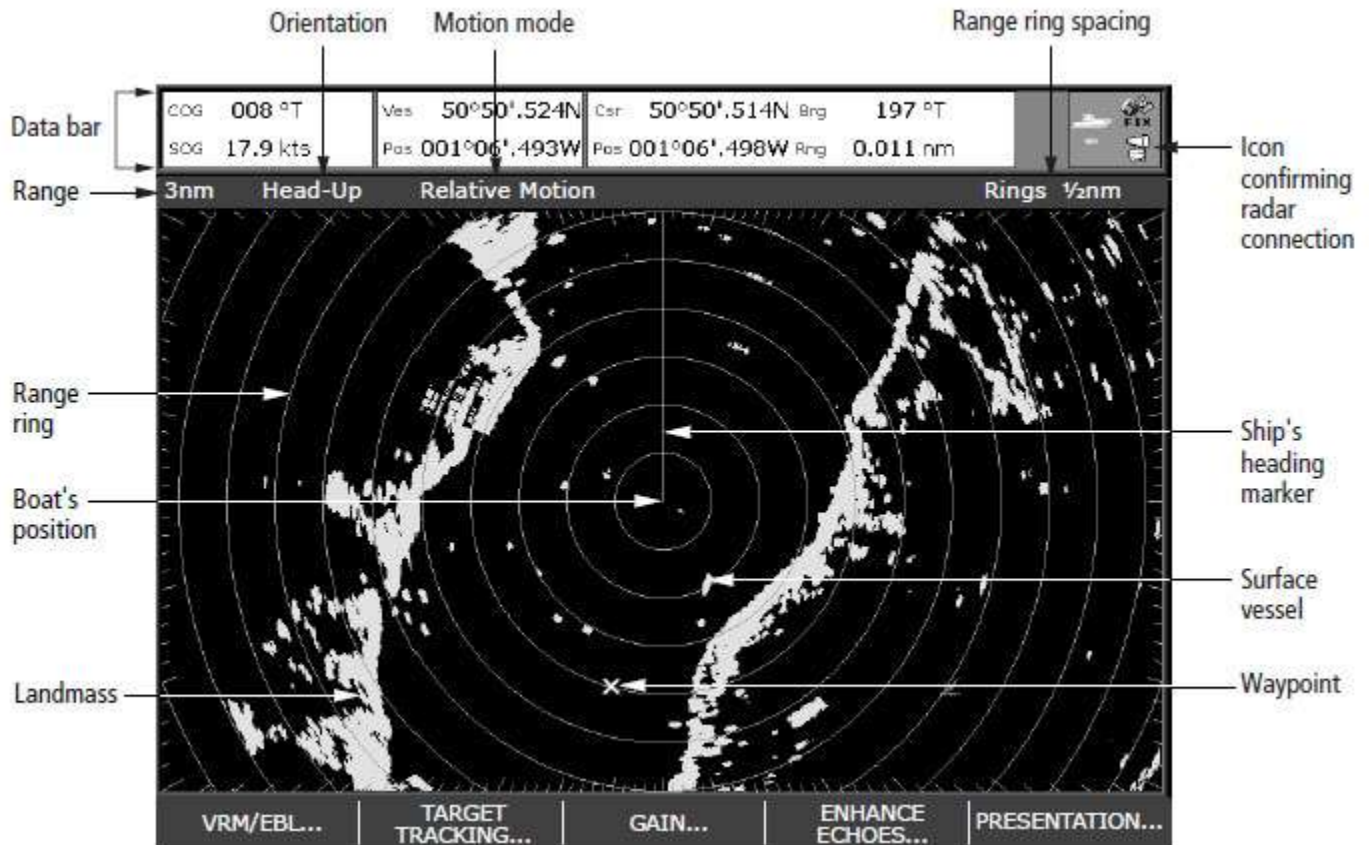 Orientation
Motion mode
Range ring spacing
Data bar
COG 008 °T
SOG 17.9 kts
Ves 50°50'.524N
Pos 001°06'.493W
Csr 50°50'.514N Brg 197 °T
Pos 001°06'.498W Rng 0.011 nm
FIX
Icon
confirming
radar
connection
Range
3nm Head-Up Relative Motion Rings ½nm
Range
ring
Boat's
position
Ship's
heading
marker
Surface
vessel
Landmass
Waypoint
VRM/EBL...
TARGET
TRACKING...
GAIN...
ENHANCE
ECHOES...
PRESENTATION...